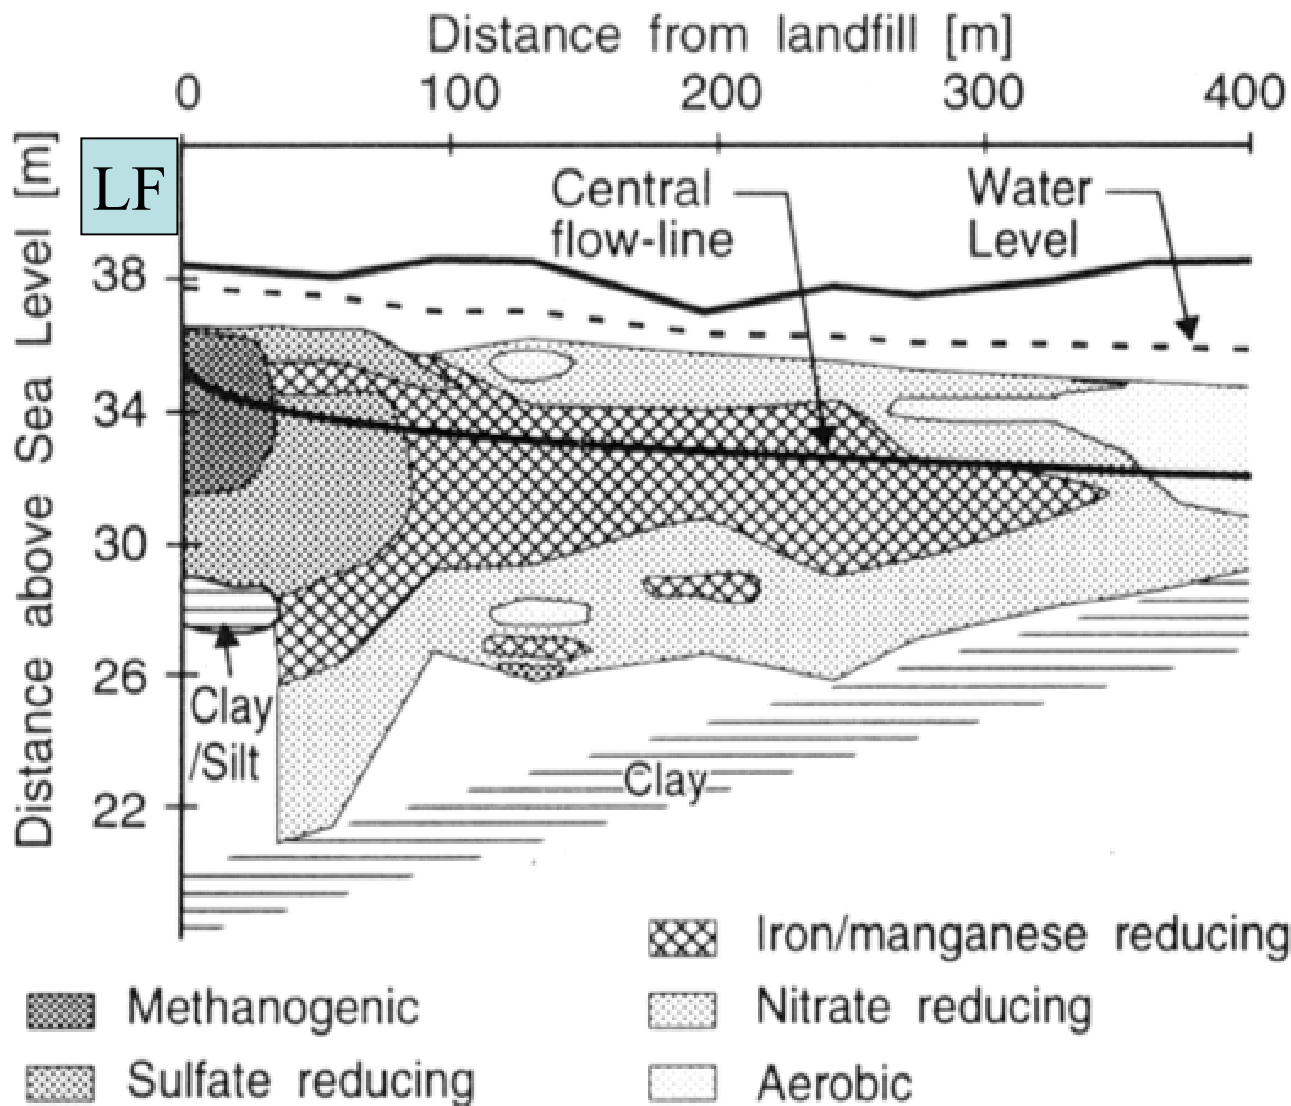 Distance from landfill [m]
0 100 200 300 400
LF
Distance above Sea Level [m]
38
34
30
26
22
Central
flow-line
Water
Level
Clay
/Silt
Clay
Iron/manganese reducing
Methanogenic
Nitrate reducing
Sulfate reducing
Aerobic